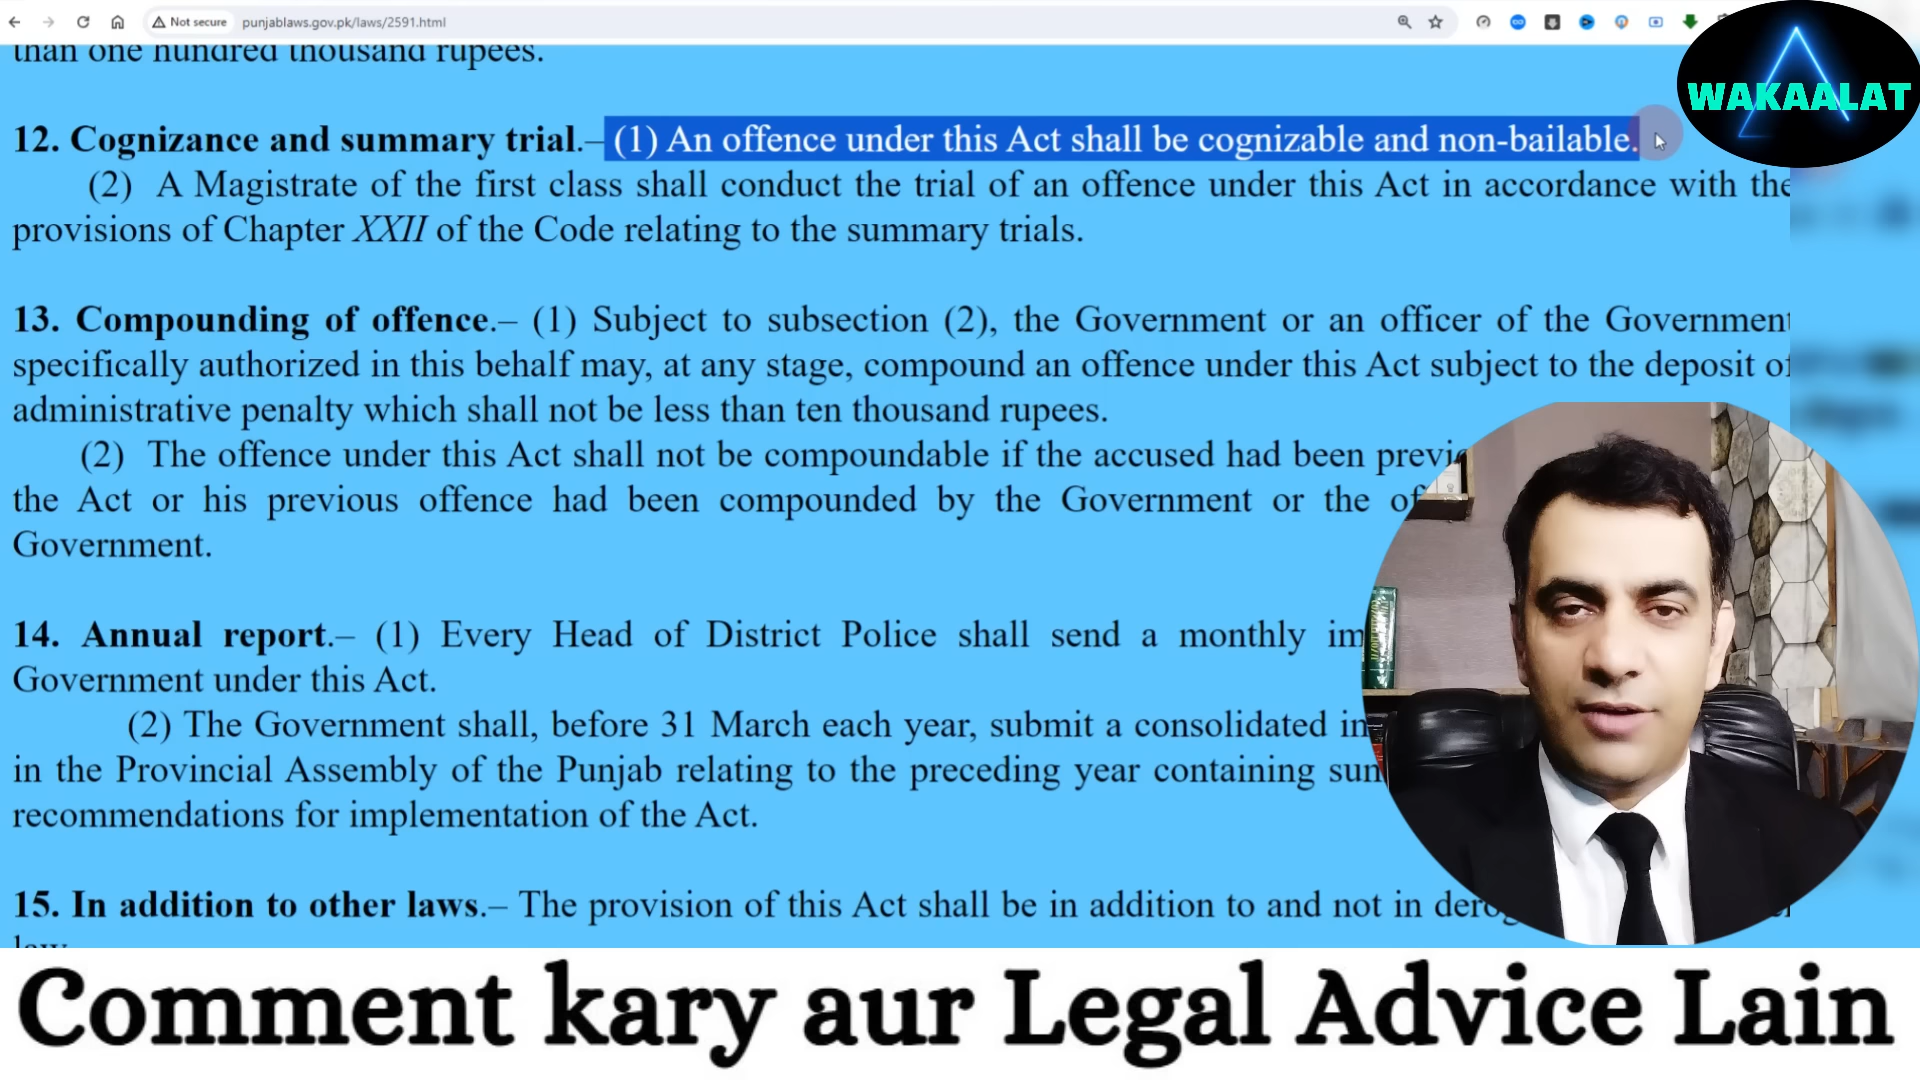 Not secure punjablaws.gov.pk/laws/2591.html
than one hundred thousand rupees.
WAKAALAT
12. Cognizance and summary trial.– (1) An offence under this Act shall be cognizable and non-bailable.
(2) A Magistrate of the first class shall conduct the trial of an offence under this Act in accordance with the
provisions of Chapter XXII of the Code relating to the summary trials.
13. Compounding of offence.– (1) Subject to subsection (2), the Government or an officer of the Government
specifically authorized in this behalf may, at any stage, compound an offence under this Act subject to the deposit of
administrative penalty which shall not be less than ten thousand rupees.
(2) The offence under this Act shall not be compoundable if the accused had been
the Act or his previous offence had been compounded by the Government or the
Government.
14. Annual report.– (1) Every Head of District Police shall send a monthly
Government under this Act.
(2) The Government shall, before 31 March each year, submit a consolidated
in the Provincial Assembly of the Punjab relating to the preceding year containing
recommendations for implementation of the Act.
15. In addition to other laws.– The provision of this Act shall be in addition to and not in
law.
Comment kary aur Legal Advice Lain